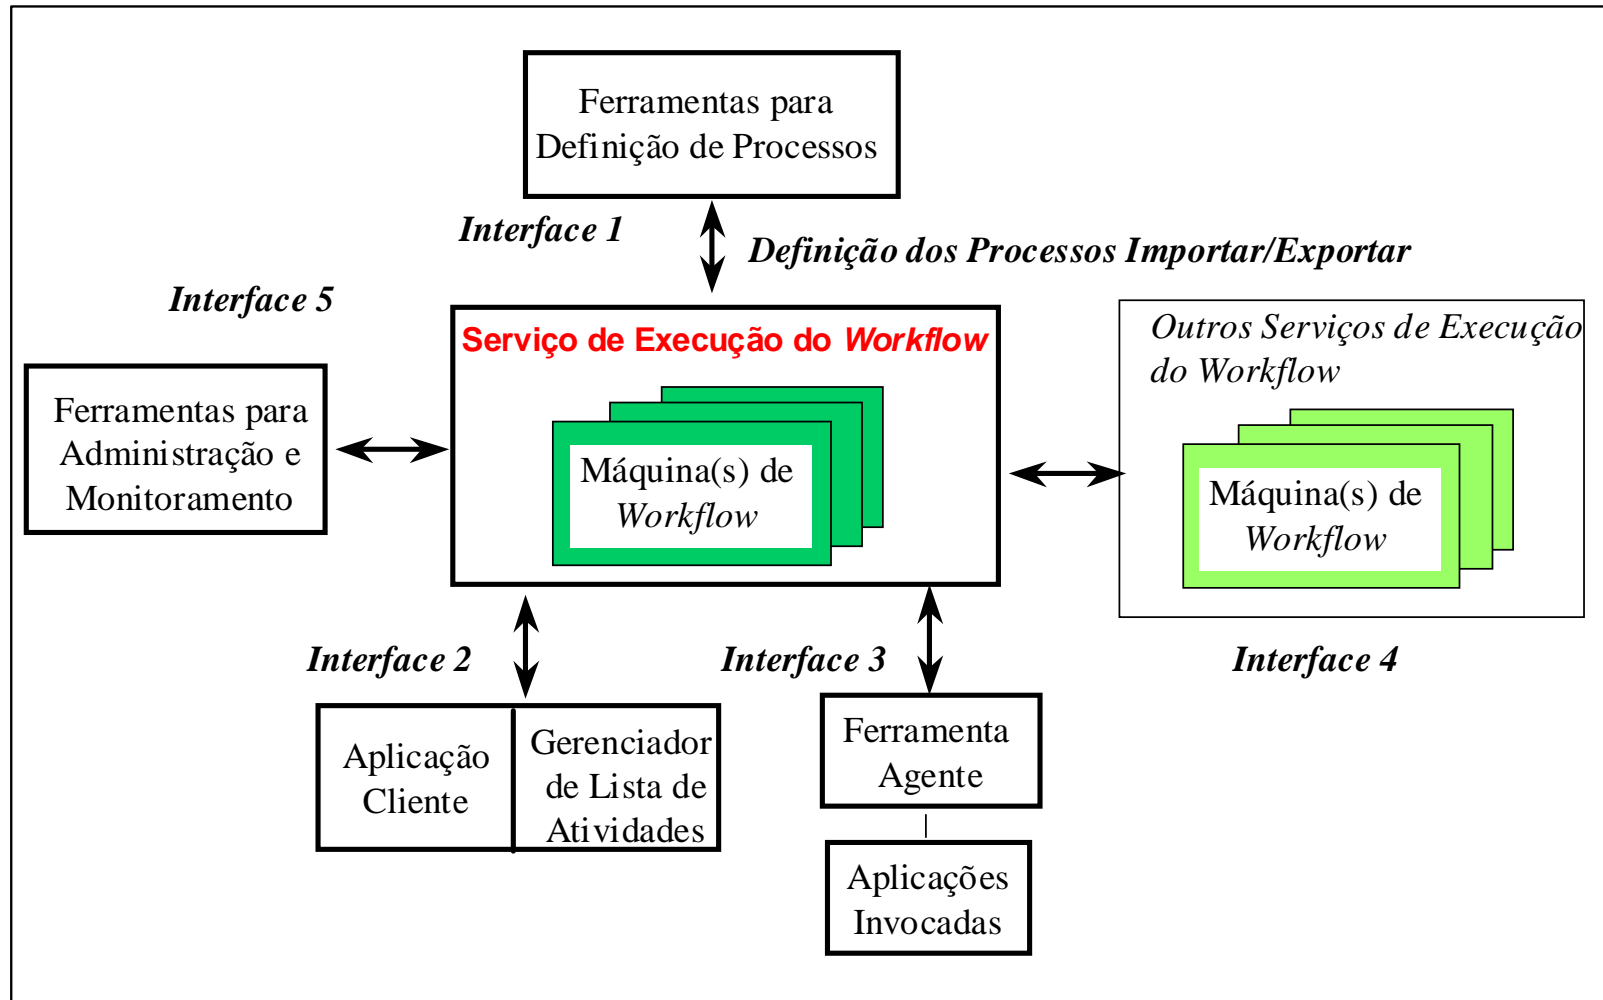 Ferramentas para
Definição de Processos
Interface 1
Definição dos Processos Importar/Exportar
Interface 5
Serviço de Execução do Workflow
Outros Serviços de Execução
do Workflow
Ferramentas para
Administração e
Monitoramento
Máquina(s) de
Workflow
Máquina(s) de
Workflow
Interface 2
Interface 3
Interface 4
Aplicação
Cliente
Gerenciador
de Lista de
Atividades
Ferramenta
Agente
Aplicações
Invocadas